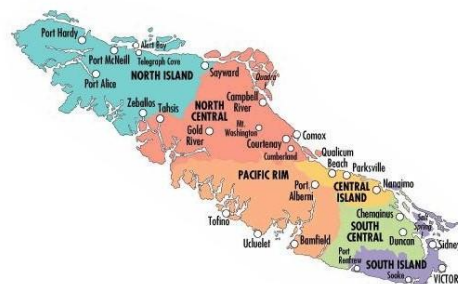 Port Hardy
Port McNeill
Alert Bay
Telegraph Cove
Port Alice
NORTH ISLAND
Sayward
Quadra
Zeballos
Tahsis
NORTH
CENTRAL
Campbell
River
Gold
River
Mt.
Washington
Courtenay
Comox
Cumberland
Qualicum
Beach
Parksville
PACIFIC RIM
Port
Alberni
CENTRAL
ISLAND
Nanaimo
Tofino
Ucluelet
Bamfield
Chemainus
SOUTH
CENTRAL
Duncan
Salt
Spring
Sidney
Port
Renfrew
SOUTH ISLAND
Sooke
VICTOR